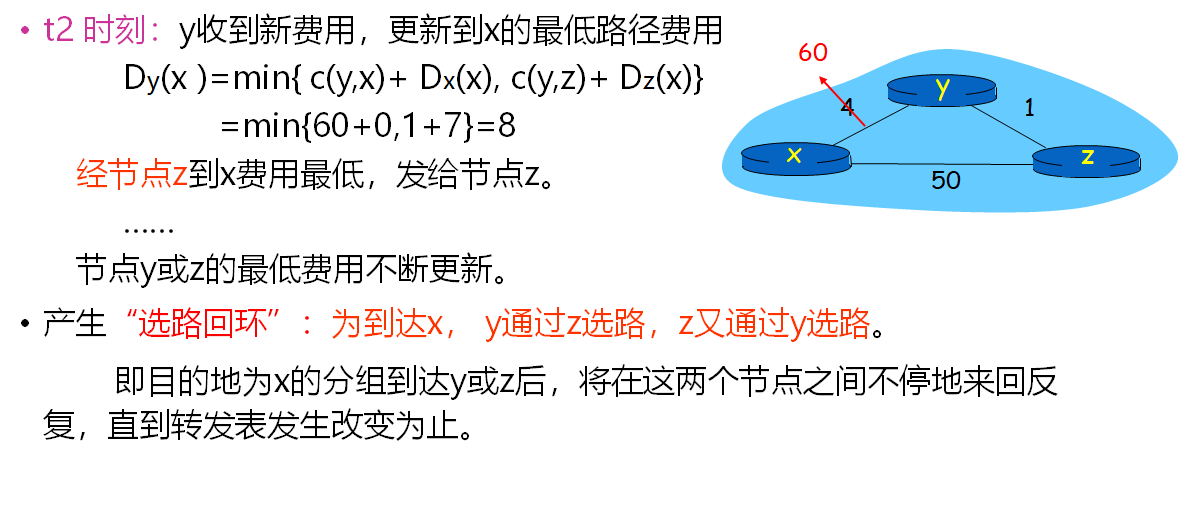 • t2 时刻：y收到新费用，更新到x的最低路径费用
Dy(x )=min{ c(y,x)+ Dx(x), c(y,z)+ Dz(x)}
=min{60+0,1+7}=8
经节点z到x费用最低，发给节点z。
……
节点y或z的最低费用不断更新。
• 产生“选路回环”：为到达x， y通过z选路，z又通过y选路。
即目的地为x的分组到达y或z后，将在这两个节点之间不停地来回反
复，直到转发表发生改变为止。
60
y
4
1
x
z
50